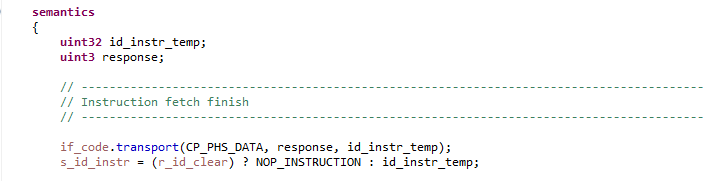 semantics
{
uint32 id_instr_temp;
uint3 response;
// ----------------------------------------------------------------------------------------
// Instruction fetch finish
// ----------------------------------------------------------------------------------------
if_code.transport(CP_PHS_DATA, response, id_instr_temp);
s_id_instr = (r_id_clear) ? NOP_INSTRUCTION : id_instr_temp;